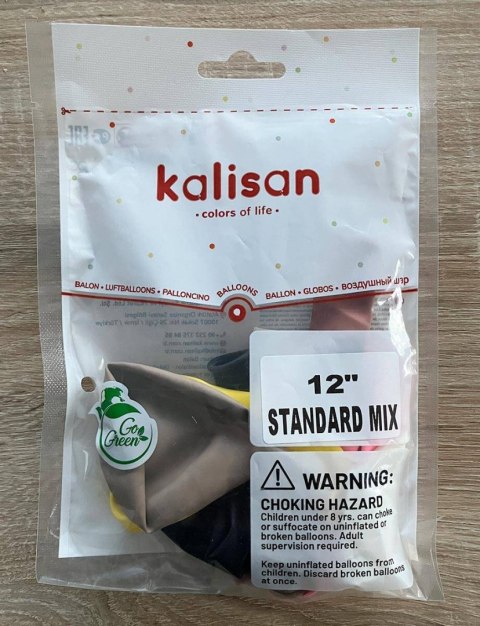 kalisan
• colors of life •
BALON • LUFTBALLOONS • PALLONCINO BALLOONS BALLON • GLOBOS • ВОЗДУШНЫЙ шар
12"
STANDARD MIX
Go
Green
WARNING:
CHOKING HAZARD
Children under 8 yrs. can choke
or suffocate on uninflated or
broken balloons. Adult
supervision required.
Keep uninflated balloons from
children. Discard broken balloons
at once.